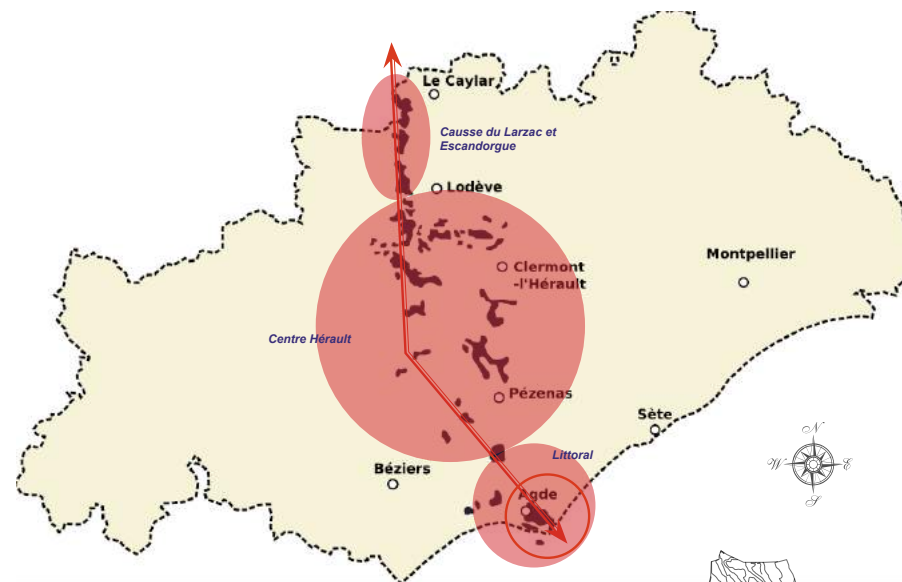 Le Caylar
Causse du Larzac et
Escandorgue
Lodève
Clermont
-l'Hérault
Montpellier
Centre Hérault
Pézenas
Sète
Littoral
Béziers
Agde
N
W
E
S